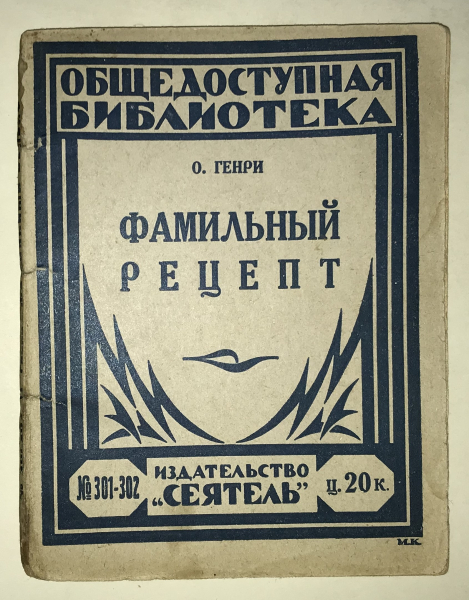 ОБЩЕДОСТУПНАЯ
БИБЛИОТЕКА
О. ГЕНРИ
ФАМИЛЬНЫЙ
РЕЦЕПТ
№ 301-302
ИЗДАТЕЛЬСТВО
„СЕЯТЕЛЬ"
Ц. 20 к.
М.К.